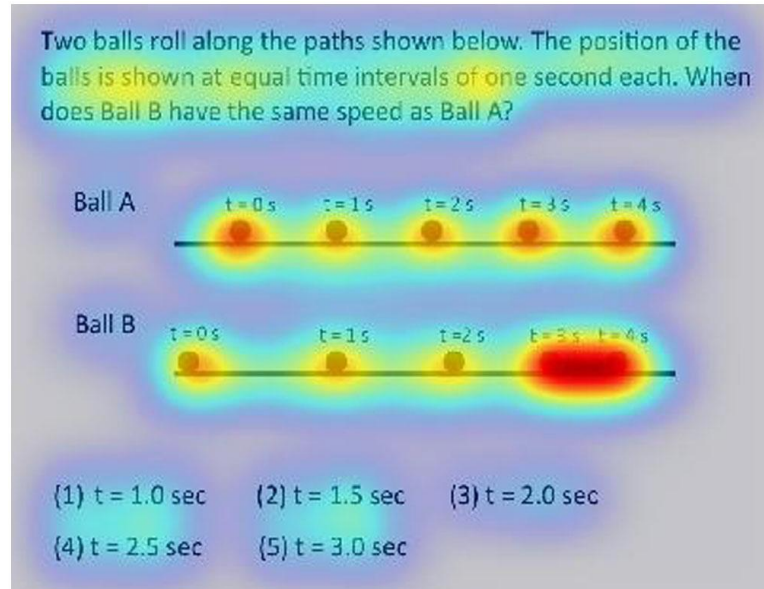 Two balls roll along the paths shown below. The position of the
balls is shown at equal time intervals of one second each. When
does Ball B have the same speed as Ball A?
Ball A
t = 0 s t = 1 s t = 2 s t = 3 s t = 4 s
Ball B
t = 0 s t = 1 s t =2 s t = 3 s t = 4 s
(1) t = 1.0 sec (2) t = 1.5 sec (3) t = 2.0 sec
(4) t = 2.5 sec (5) t = 3.0 sec